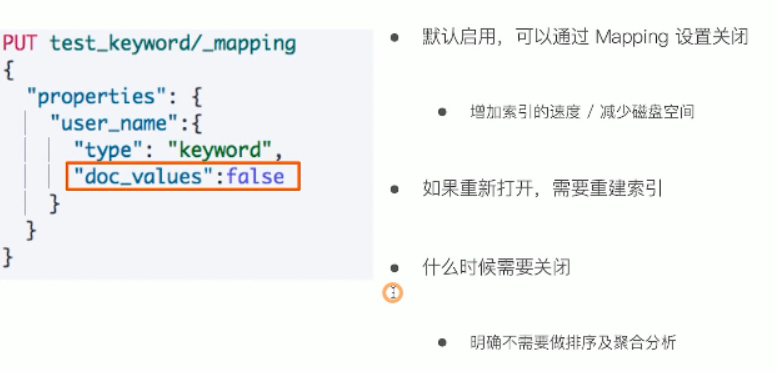 PUT test_keyword/_mapping
{
"properties": {
"user_name":{
"type": "keyword",
"doc_values":false
}
}
}
默认启用，可以通过 Mapping 设置关闭
增加索引的速度 / 减少磁盘空间
如果重新打开，需要重建索引
什么时候需要关闭
明确不需要做排序及聚合分析